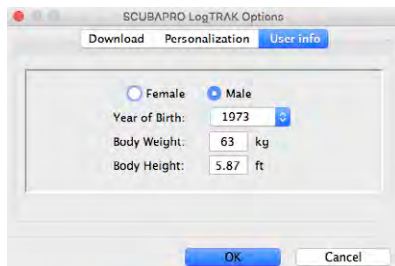 SCUBAPRO LogTRAK Options
Download Personalization User info
Female Male
Year of Birth: 1973
Body Weight: 63 kg
Body Height: 5.87 ft
OK Cancel